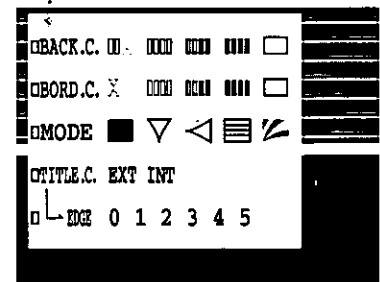 BACK.C.
BORD.C. X
MODE
TITLE.C. EXT INT
EDGE 0 1 2 3 4 5